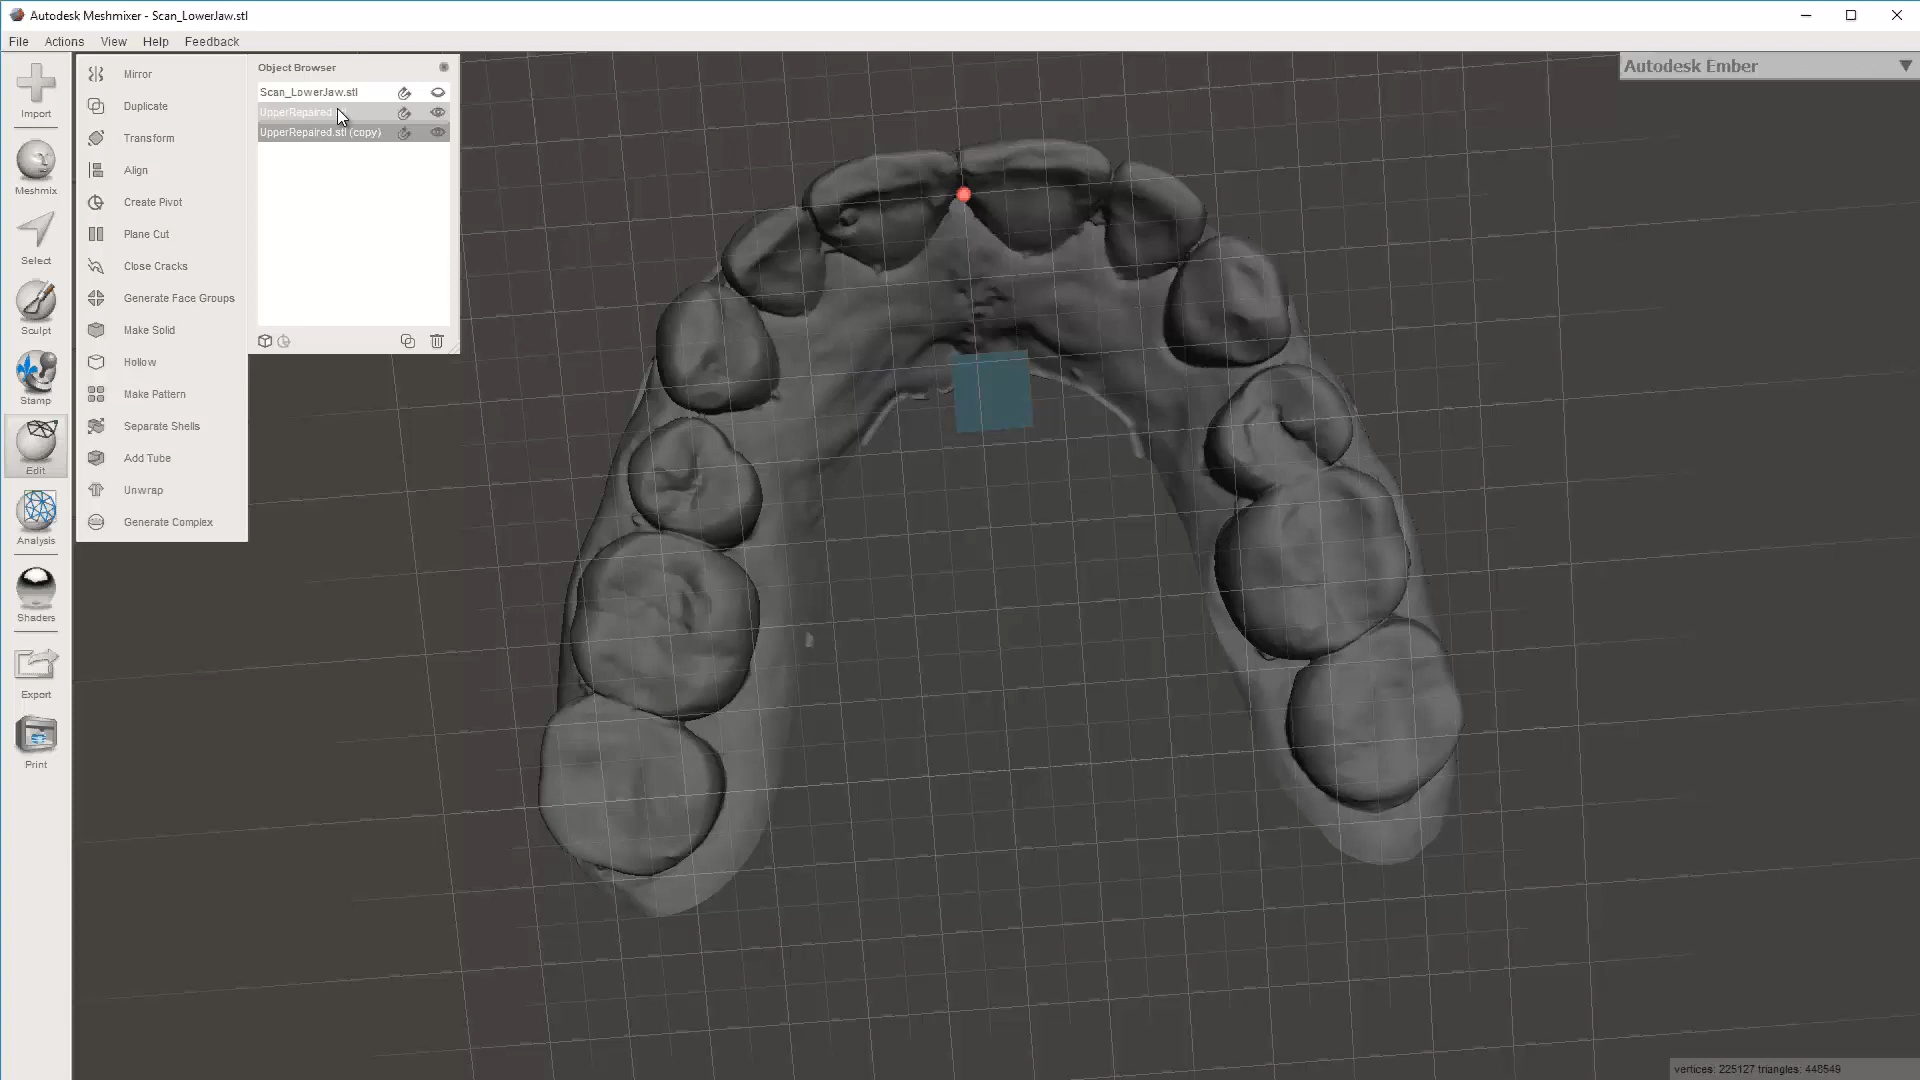 Autodesk Meshmixer - Scan_LowerJaw.stl
File Actions View Help Feedback
Import
Meshmix
Select
Sculpt
Stamp
Edit
Analysis
Shaders
Export
Print
Mirror
Duplicate
Transform
Align
Create Pivot
Plane Cut
Close Cracks
Generate Face Groups
Make Solid
Hollow
Make Pattern
Separate Shells
Add Tube
Unwrap
Generate Complex
Object Browser
Scan_LowerJaw.stl
UpperRepaired
UpperRepaired.stl (copy)
Autodesk Ember
vertices: 225127 triangles: 448549